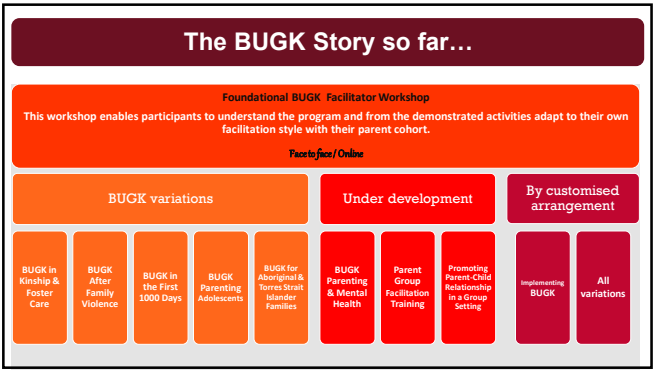 The BUGK Story so far…
Foundational BUGK Facilitator Workshop
This workshop enables participants to understand the program and from the demonstrated activities adapt to their own
facilitation style with their parent cohort.
Face to face / Online
BUGK variations
Under development
By customised
arrangement
BUGK in
Kinship &
Foster
Care
BUGK
After
Family
Violence
BUGK in
the First
1000 Days
BUGK
Parenting
Adolescents
BUGK for
Aboriginal &
Torres Strait
Islander
Families
BUGK
Parenting
& Mental
Health
Parent
Group
Facilitation
Training
Promoting
Parent-Child
Relationship
in a Group
Setting
Implementing
BUGK
All
variations